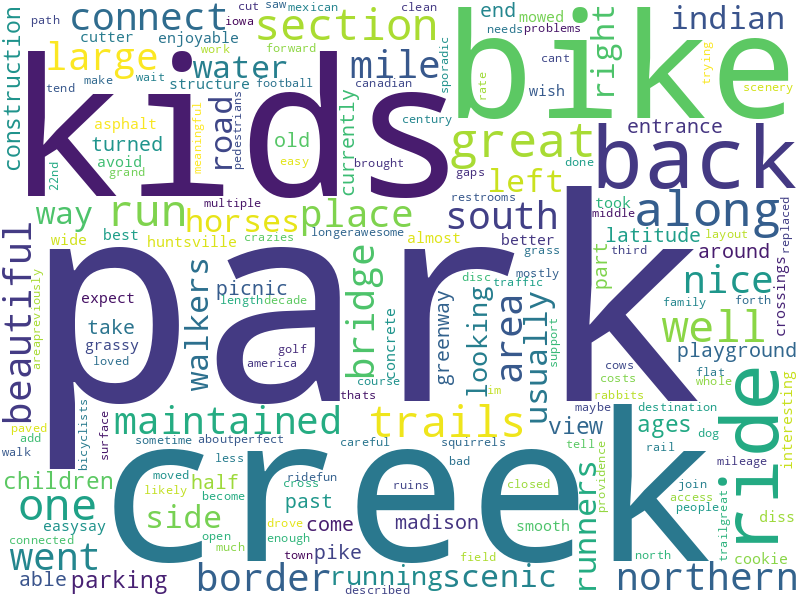 path
iowa
cut
saw
mexican
clean
cutter
enjoyable
connect
section
end
mowed
needs
problems
indian
large
water
mile
work
forward
wait
make
tend
structure
football
canadian
sporadic
rate
wish
cant
right
trying
scenery
construction
kids
bike
asphalt
turned
avoid
grand
22nd
meaningful
road
pedestrians
old
easy
century
brought
currently
great
gaps
done
entrance
back
way
run
multiple
horses
place
restrooms
left
south
took
middle
along
replaced
wide
best
huntsville
crazies
longerawesome
almost
better
grass
latitude
third
layout
part
around
crossings
beautiful
areapreviously
park
expect
take
grassy
loved
walkers
picnic
lengthdecade
america
golf
bridge
concrete
thats
course
greenway
looking
disc
mostly
traffic
area
usually
support
im
family
forth
nice
well
playground
cows
flat
costs
whole
rabbits
maintained
trails
view
maybe
destination
ages
dog
tell
rail
mileage
interesting
ride
paved
add
walk
bicyclists
surface
sometime
aboutperfect
careful
squirrels
less
bad
creek
children
moved
likely
half
become
cross
ridefun
ruins
closed
providence
runners
join
access
people
trailgreat
diss
cookie
one
easysay
connected
side
past
drove
open
much
enough
come
madison
smooth
went
able
parking
town
pike
border
running
described
scenic
field
north
northern